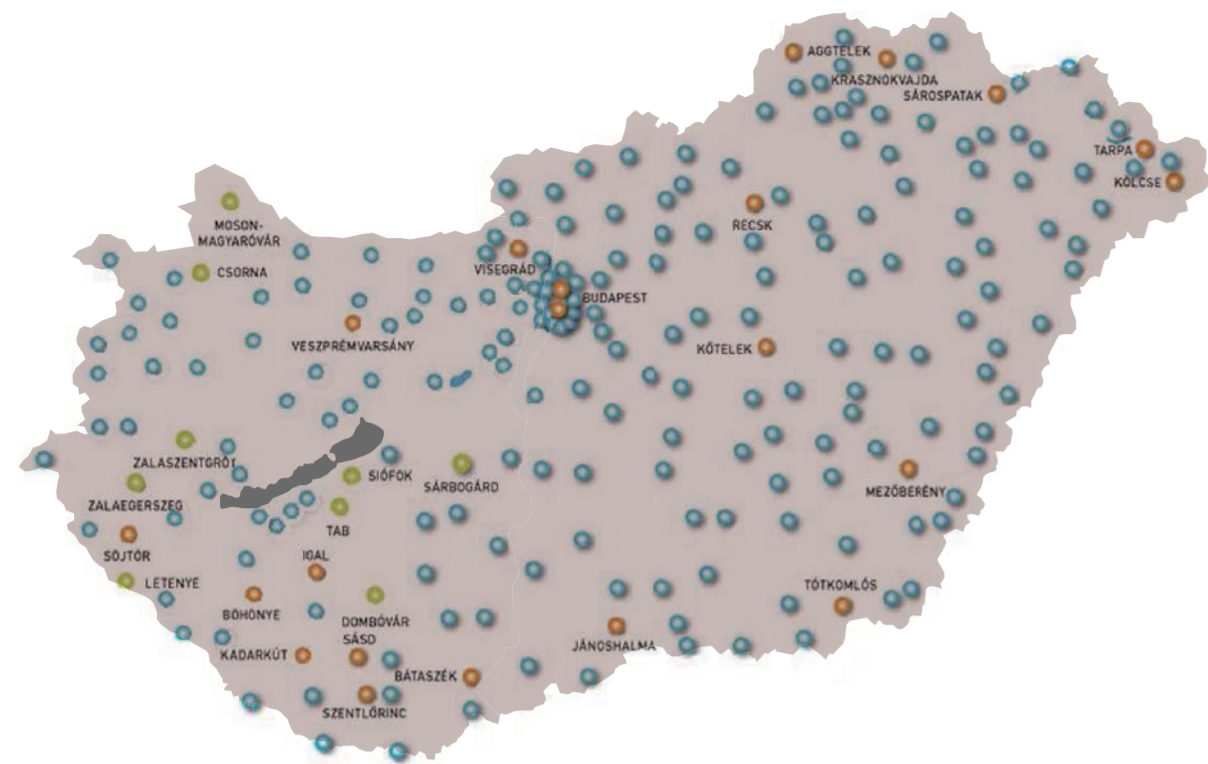 AGGTELEK
KRASZNOKVAJDA
SÁROSPATAK
TARPA
KÖLCSE
MOSON-
MAGYARÓVÁR
RECSK
CSORNA
VISEGRÁD
BUDAPEST
VESZPRÉMVARSÁNY
KŐTELEK
ZALASZENTGRÓT
SIÓFOK
SÁRBOGÁRD
ZALAEGERSZEG
MEZŐBERÉNY
TAB
SÖJTÖR
IGAL
LETENYE
TÓTKOMLÓS
BÖHÖNYE
DOMBÓVÁR
SÁSD
JÁNOSHALMA
KADARKÚT
BÁTASZÉK
SZENTLŐRINC